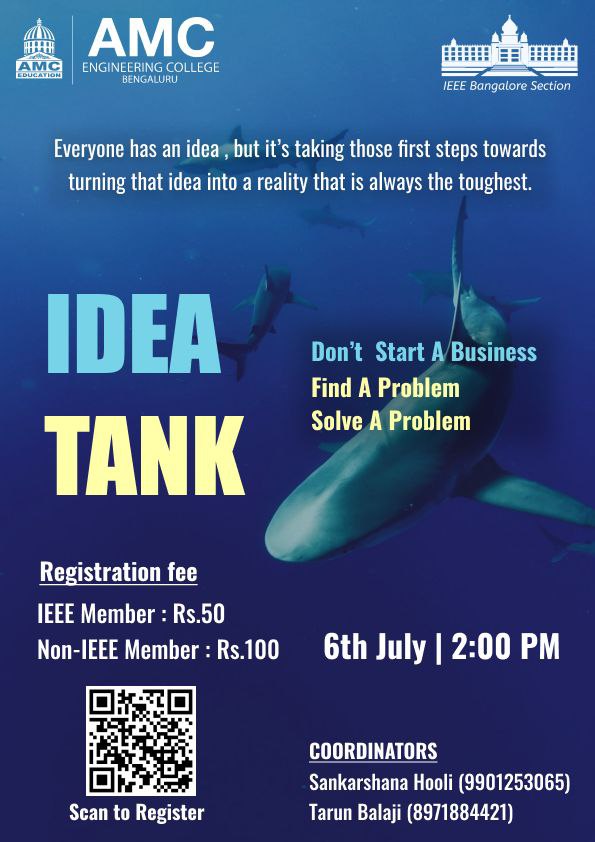 AMC
EDUCATION
AMC
ENGINEERING COLLEGE
BENGALURU
IEEE Bangalore Section
Everyone has an idea , but it's taking those first steps towards
turning that idea into a reality that is always the toughest.
IDEA
TANK
Don't Start A Business
Find A Problem
Solve A Problem
Registration fee
IEEE Member : Rs.50
Non-IEEE Member : Rs.100
6th July | 2:00 PM
Scan to Register
COORDINATORS
Sankarshana Hooli (9901253065)
Tarun Balaji (8971884421)